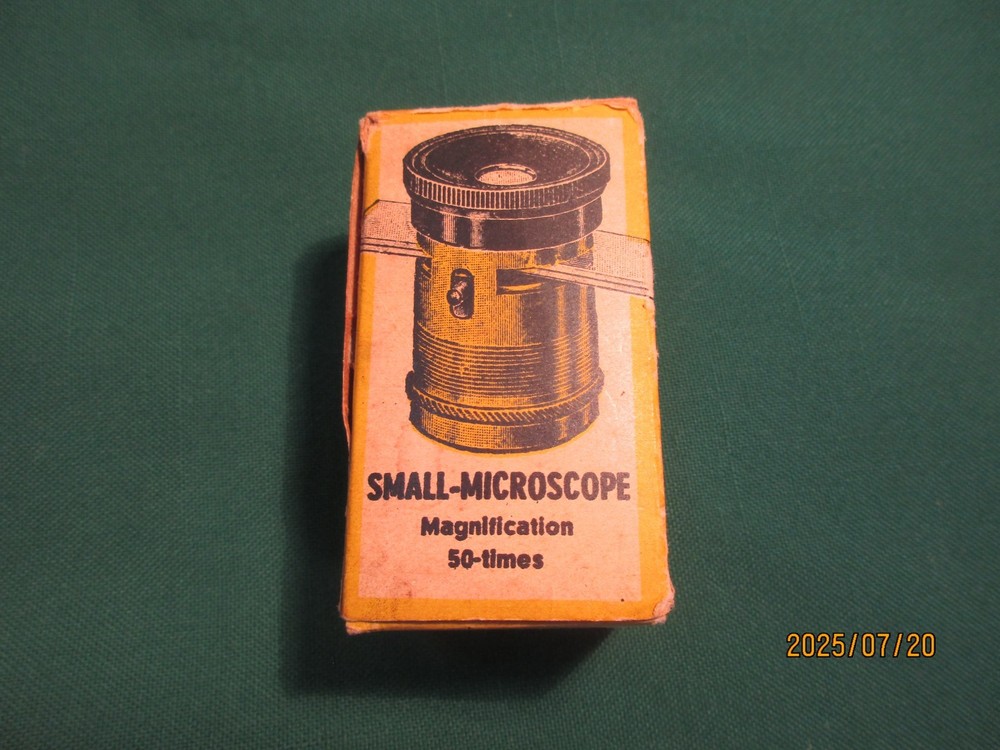 SMALL-MICROSCOPE
Magnification
50-times
2025/07/20